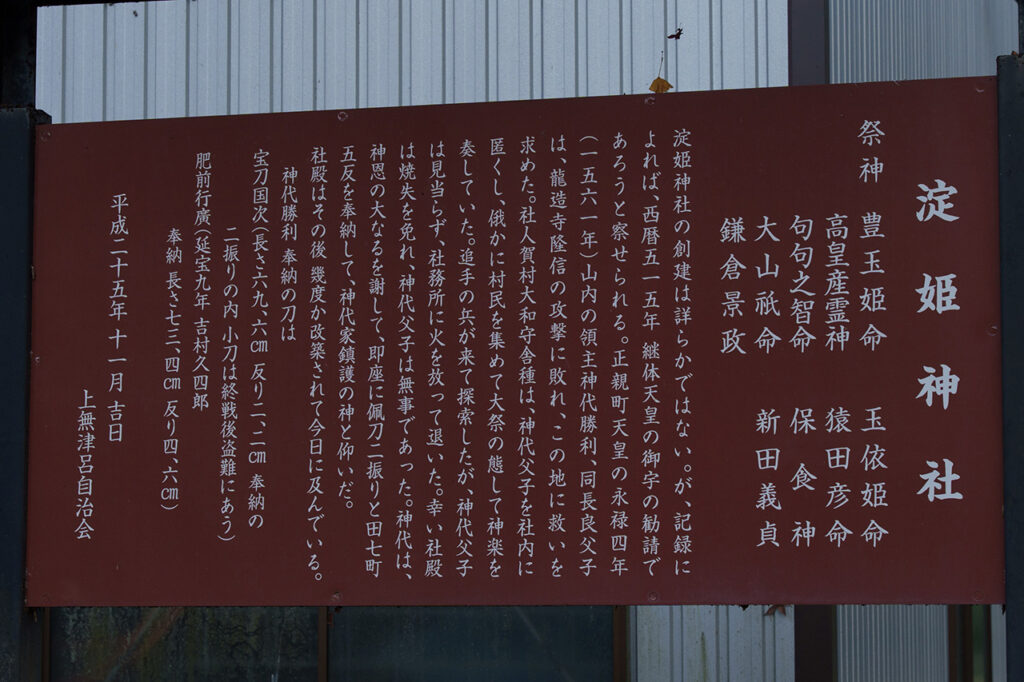 淀姫神社
祭神 豊玉姫命 玉依姫命
高皇産霊神 猿田彦命
句句之智命 保食神
大山祇命 新田義貞
鎌倉景政
淀姫神社の創建は詳らかではない。が、記録に
よれば、西暦五一五年 継体天皇の御宇の勧請で
あろうと察せられる。正親町天皇の永禄四年
(一五六一年)山内の領主神代勝利、同長良父子
は、龍造寺隆信の攻撃に敗れ、この地に救いを
求めた。社人賀村大和守舎種は、神代父子を社内に
匿くし、俄かに村民を集めて大祭の態して神楽を
奏していた。追手の兵が来て探索したが、神代父子
は見当らず、社務所に火を放って退いた。幸い社殿
は焼失を免れ、神代父子は無事であった。神代は、
神恩の大なるを謝して、即座に佩刀二振りと田七町
五反を奉納して、神代家鎮護の神と仰いだ。
社殿はその後 幾度か改築されて今日に及んでいる。
神代勝利 奉納の刀は
宝刀国次(長さ六九、六㎝ 反り二、二㎝ 奉納の
二振りの内 小刀は終戦後盗難にあう)
肥前行廣(延宝九年 吉村久四郎
奉納 長さ七三、四㎝ 反り四、六㎝)
平成二十五年十一月吉日
上無津呂自治会